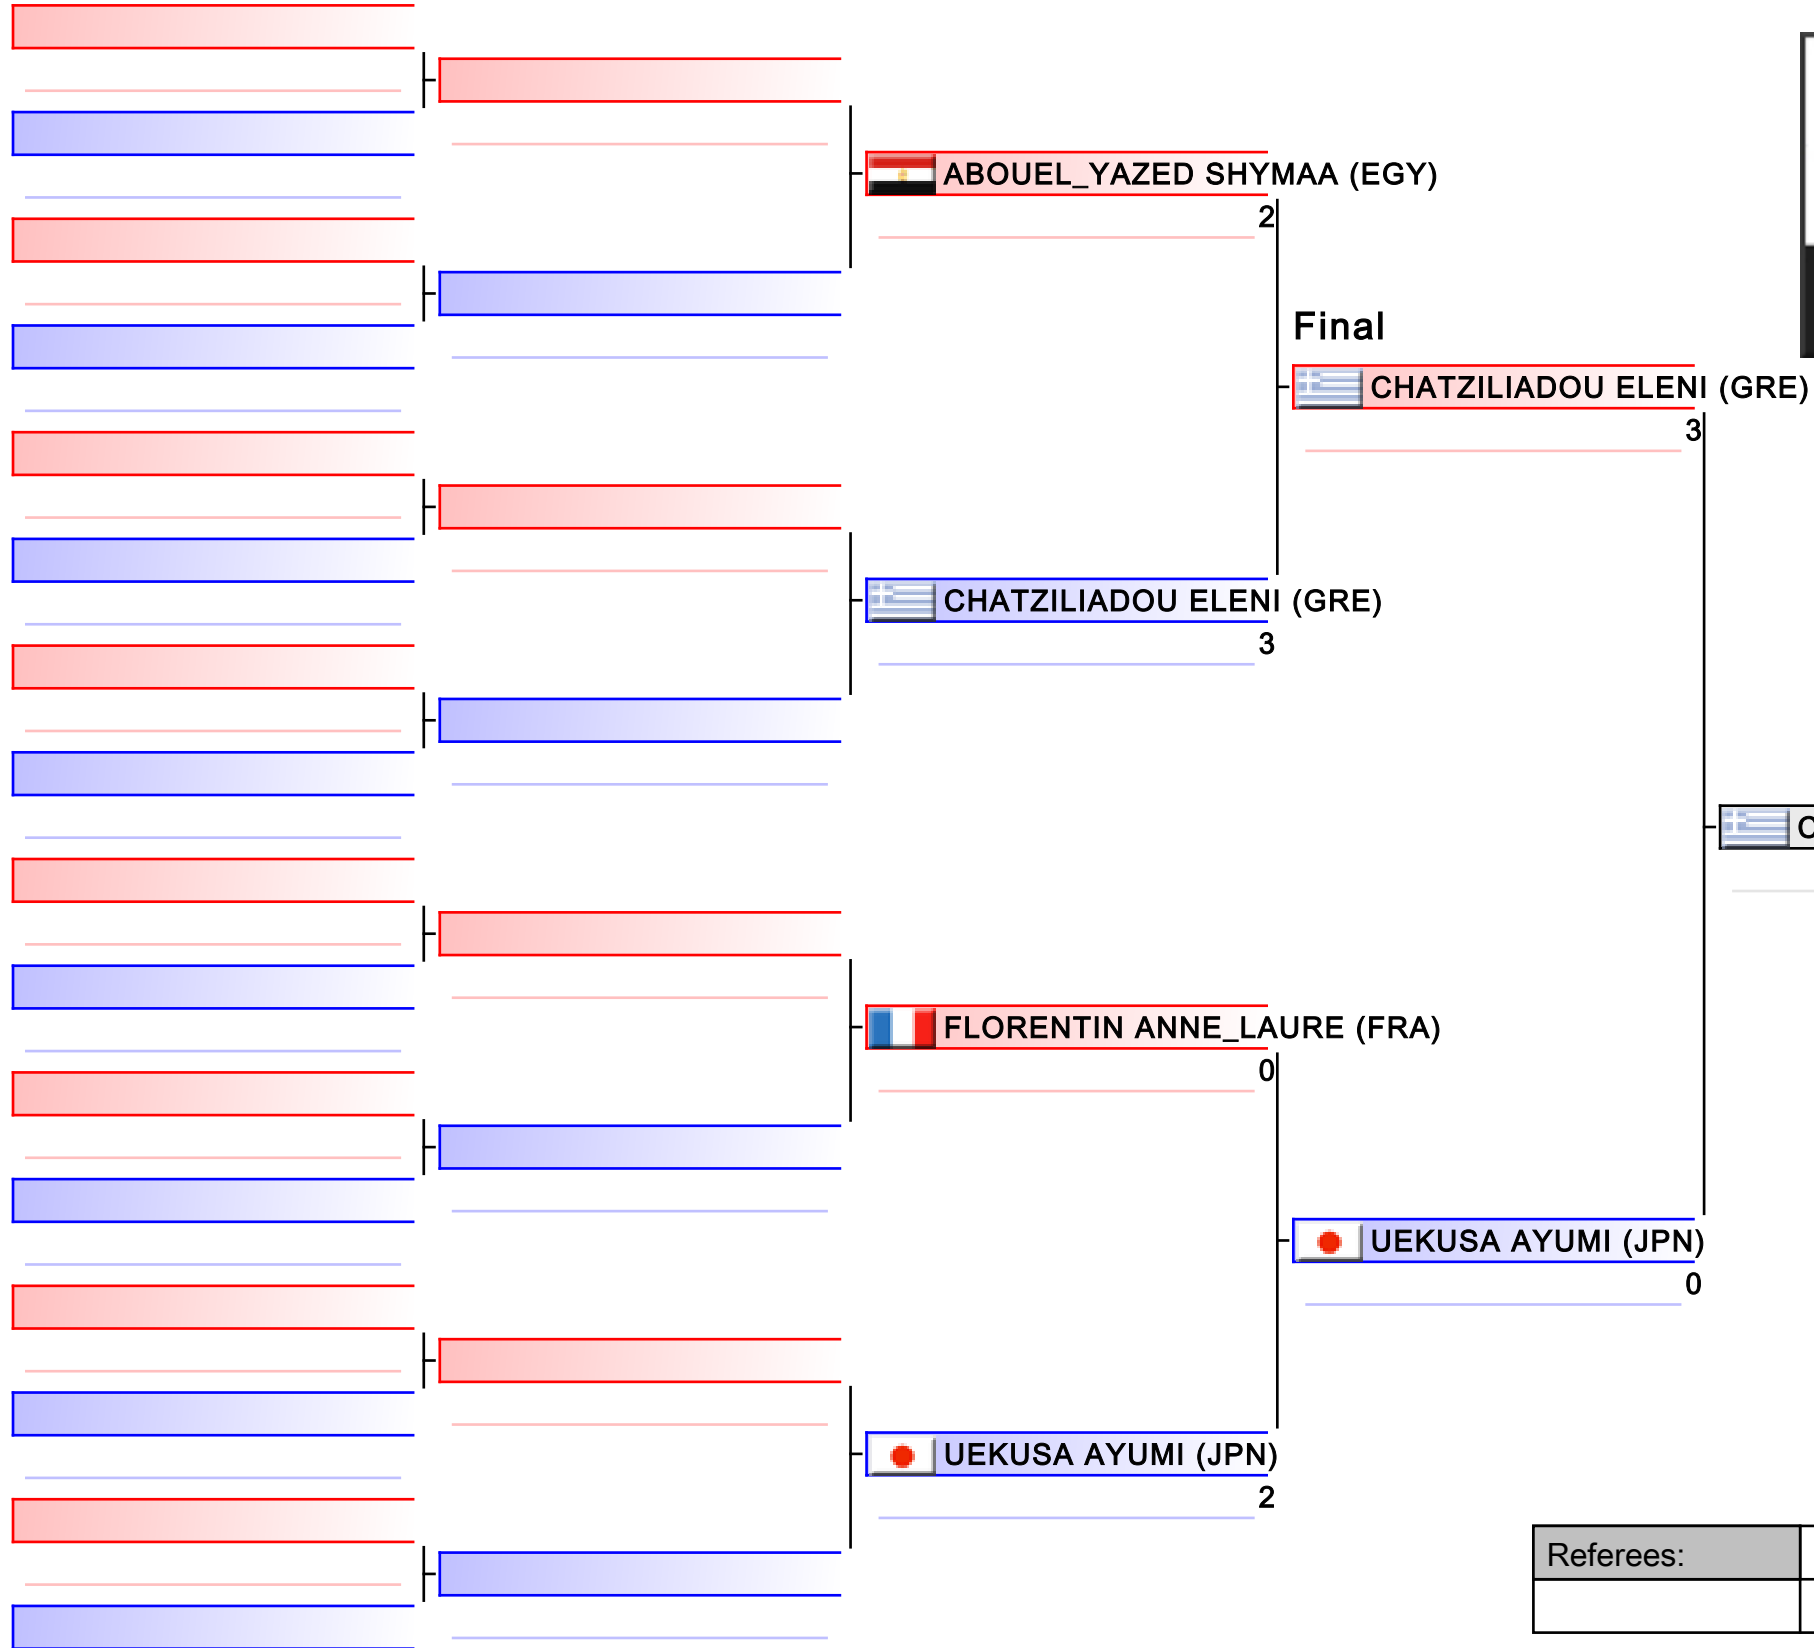 ABOUEL_YAZED SHYMAA (EGY)
2
Final
CHATZILIADOU ELENI (GRE)
3
CHATZILIADOU ELENI (GRE)
3
FLORENTIN ANNE_LAURE (FRA)
0
UEKUSA AYUMI (JPN)
0
UEKUSA AYUMI (JPN)
2
Referees: